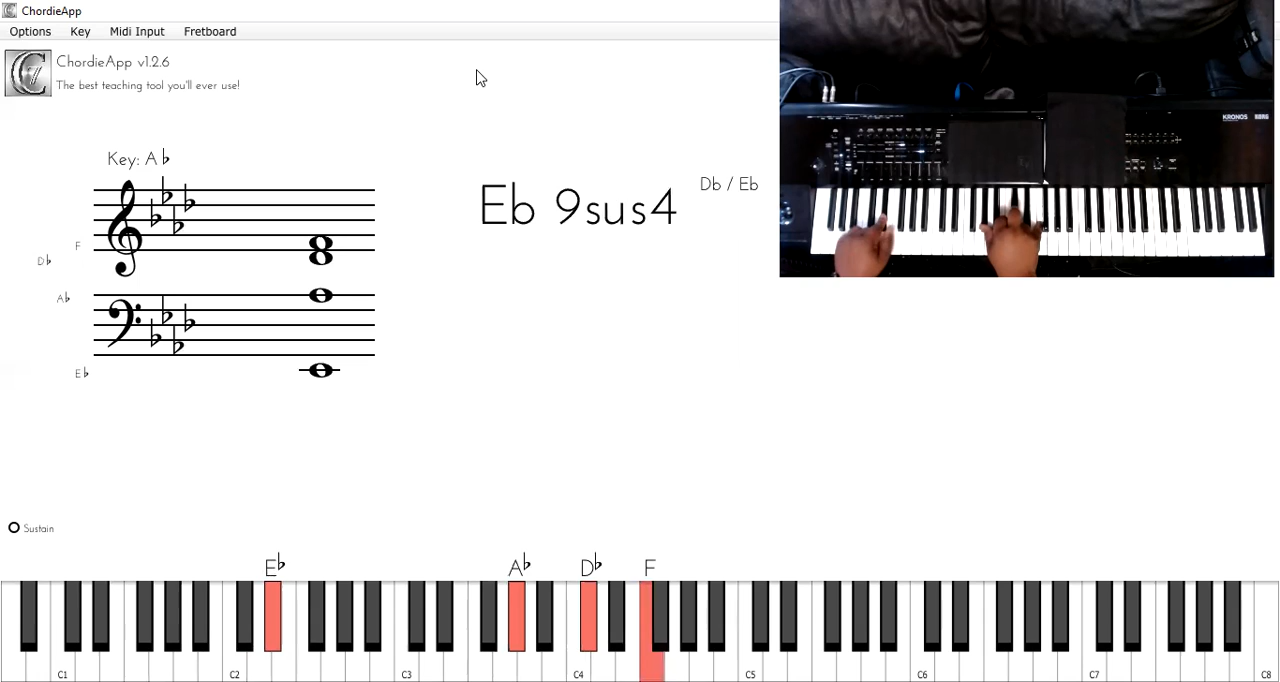 ChordieApp
Options Key Midi Input Fretboard
ChordieApp v1.2.6
The best teaching tool you'll ever use!
KRONOS KORG
Key: A♭
Eb 9sus4
Db / Eb
F
D♭
A♭
E♭
Sustain
E♭ A♭ D♭ F
C1 C2 C3 C4 C5 C6 C7 C8